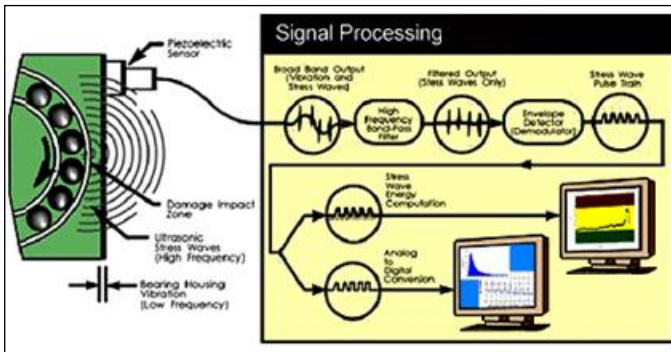 Signal Processing
Piezoelectric
Sensor
Broad Band Output
(Vibration and
Stress Waves)
High
Frequency
Band-Pass
Filter
Filtered Output
(Stess Waves Only)
Envelope
Detector
(Demodulator)
Stress Wave
Pulse Train
Damage Impact
Zone
Ultrasonic
Stress Waves
(High Frequency)
Bearing Housing
Vibration
(Low Frequency)
Stress
Wave
Energy
Computation
Analog
to
Digital
Conversion